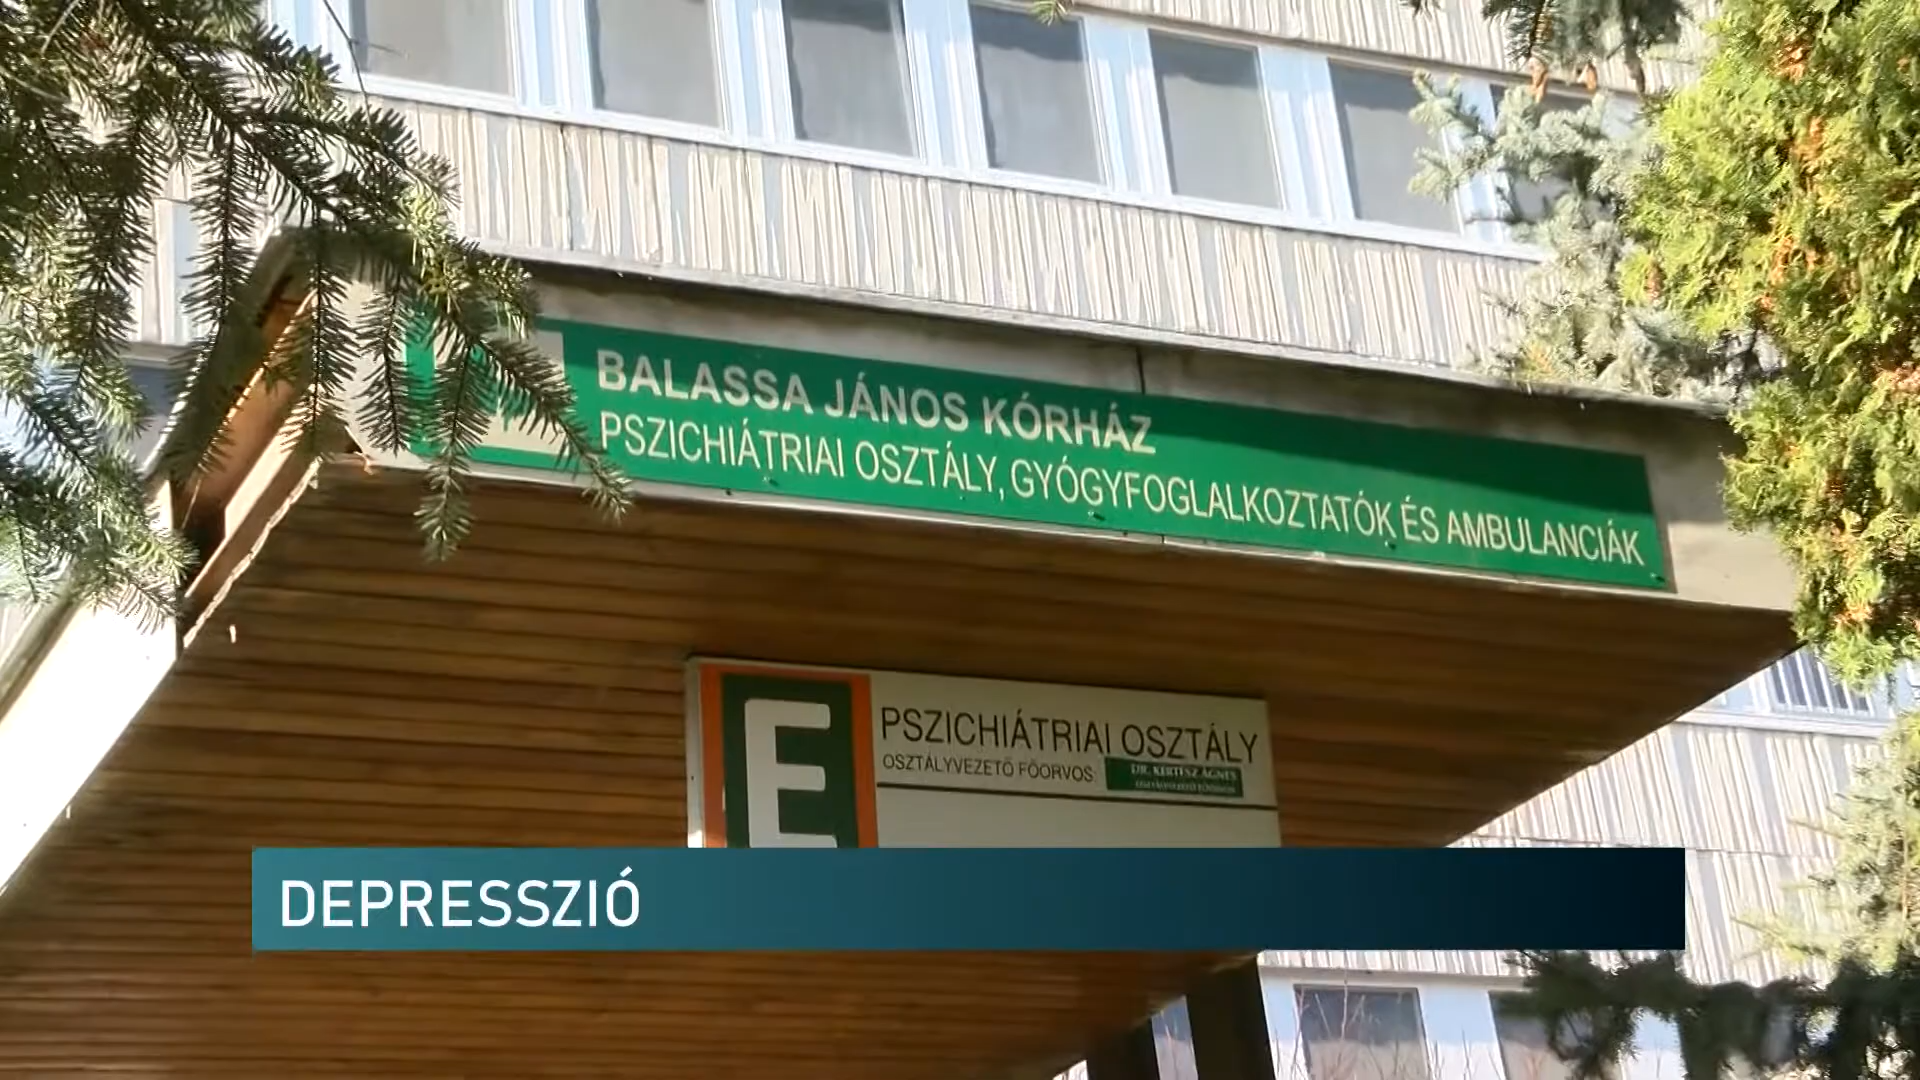 BALASSA JÁNOS KÓRHÁZ
PSZICHIÁTRIAI OSZTÁLY, GYÓGYFOGLALKOZTATÓK ÉS AMBULANCIÁK
E
PSZICHIÁTRIAI OSZTÁLY
OSZTÁLYVEZETŐ FŐORVOS: DR. KERTÉSZ ÁGNES
DEPRESSZIÓ